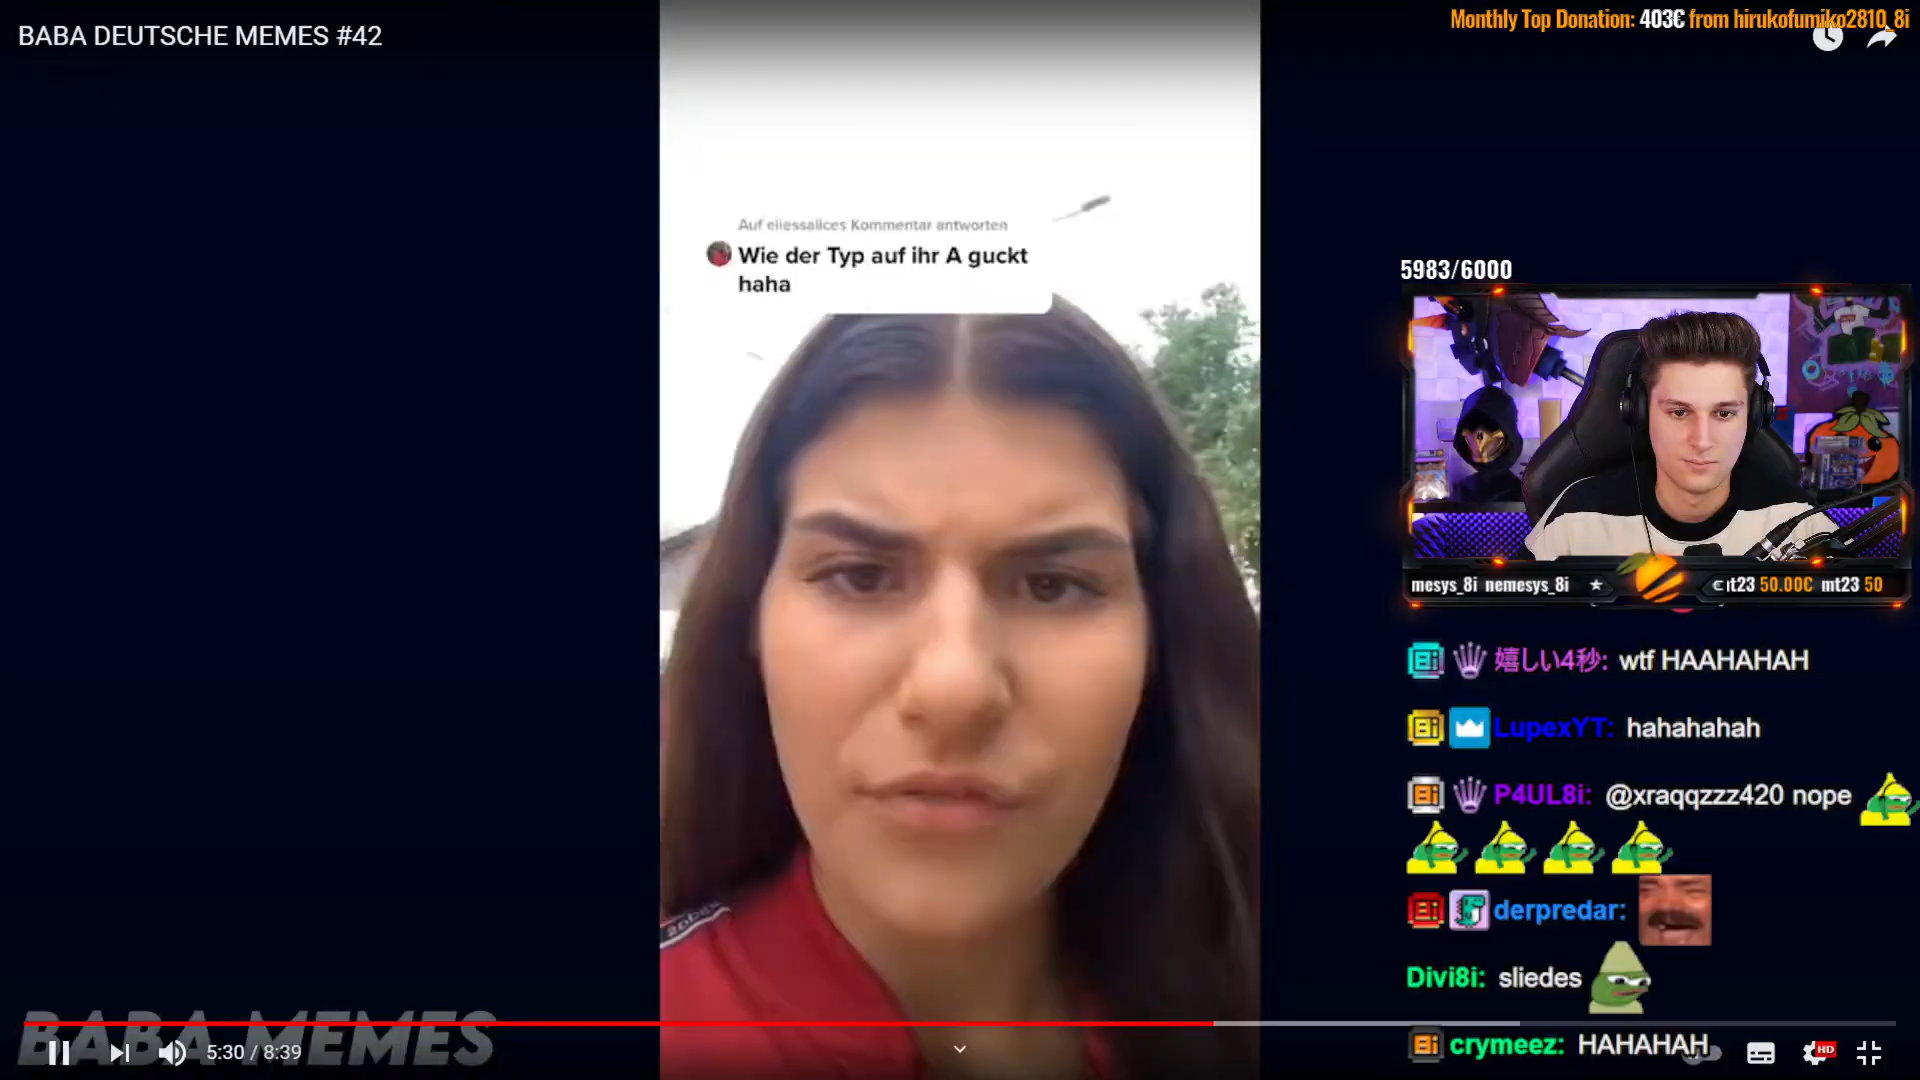 BABA DEUTSCHE MEMES #42
Monthly Top Donation: 403€ from hirukofumiko2810_8i
Auf eliessalices Kommentar antworten
Wie der Typ auf ihr A guckt
haha
5983/6000
mesys_8i nemesys_8i
t23 50.00€ mt23 50
嬉しい4秒: wtf HAAHAHAH
LupexYT: hahahahah
P4UL8i: @xraqqzzz420 nope
derpredar:
Divi8i: sliedes
crymeez: HAHAHAH
BABA MEMES
5:30 / 8:39
HD